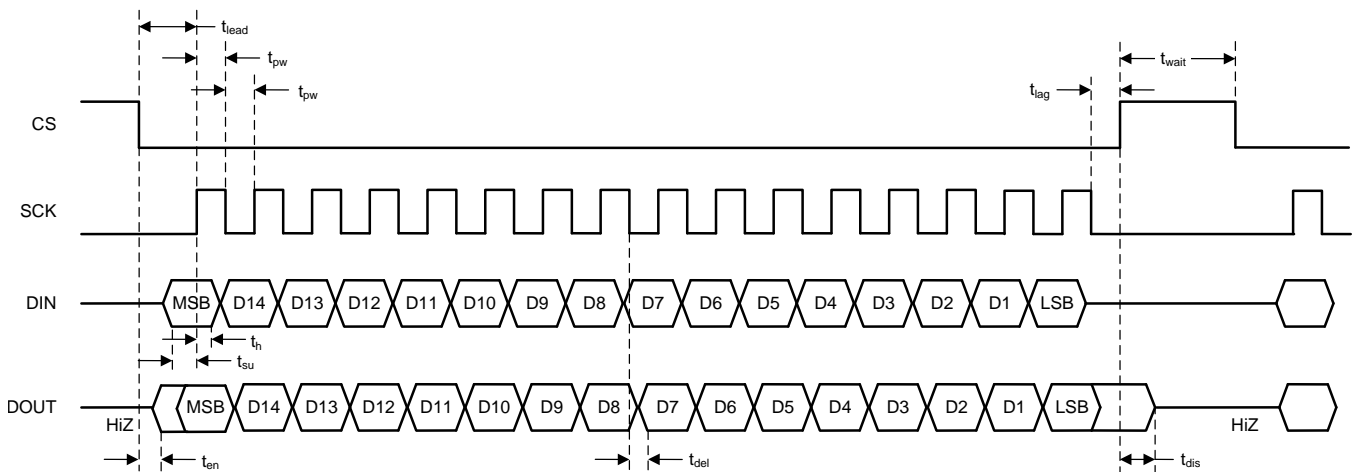 tlead
tpw
tpw
twait
tlag
CS
SCK
DIN MSB D14 D13 D12 D11 D10 D9 D8 D7 D6 D5 D4 D3 D2 D1 LSB
th
tsu
DOUT MSB D14 D13 D12 D11 D10 D9 D8 D7 D6 D5 D4 D3 D2 D1 LSB
HiZ HiZ
ten tdel tdis